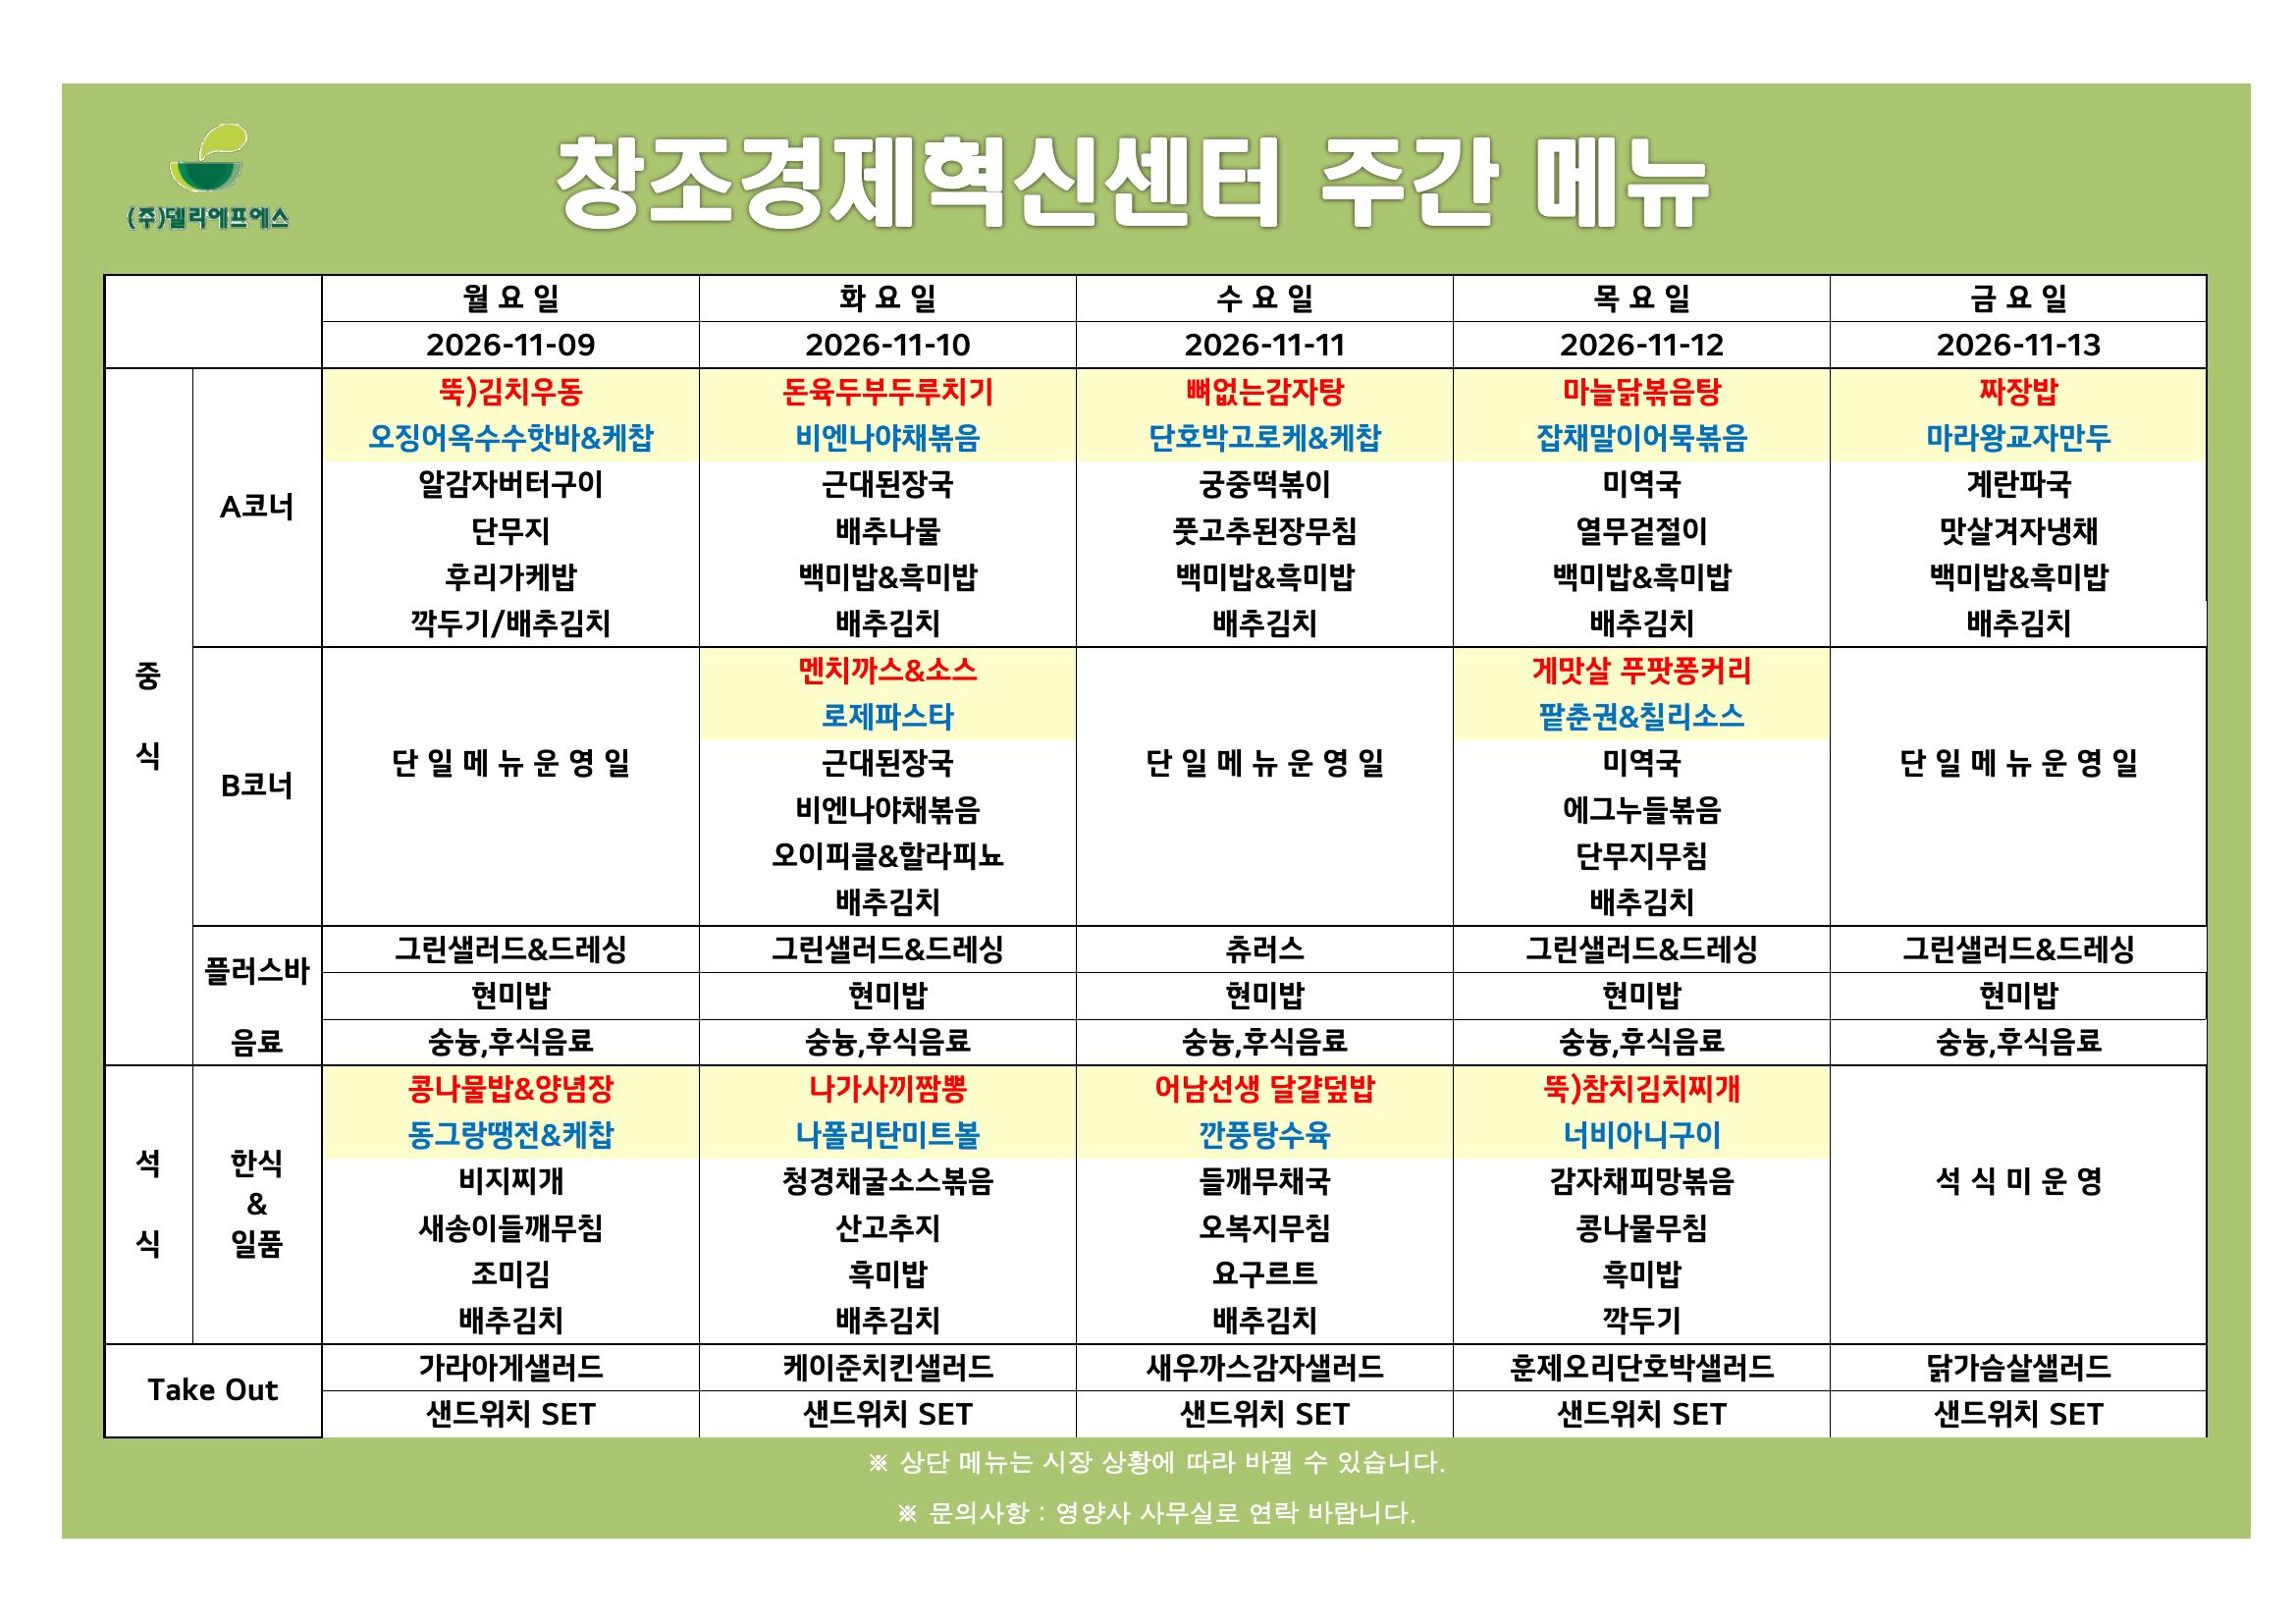 (주)델리에프에스
창조경제혁신센터 주간 메뉴
월 요 일 화 요 일 수 요 일 목 요 일 금 요 일
2026-11-09 2026-11-10 2026-11-11 2026-11-12 2026-11-13
중 식
A코너
뚝)김치우동 돈육두부두루치기 뼈없는감자탕 마늘닭볶음탕 짜장밥
오징어옥수수핫바&케찹 비엔나야채볶음 단호박고로케&케찹 잡채말이어묵볶음 마라왕교자만두
알감자버터구이 근대된장국 궁중떡볶이 미역국 계란파국
단무지 배추나물 풋고추된장무침 열무겉절이 맛살겨자냉채
후리가케밥 백미밥&흑미밥 백미밥&흑미밥 백미밥&흑미밥 백미밥&흑미밥
깍두기/배추김치 배추김치 배추김치 배추김치 배추김치
B코너
멘치까스&소스 게맛살 푸팟퐁커리
로제파스타 팥춘권&칠리소스
단 일 메 뉴 운 영 일 근대된장국 단 일 메 뉴 운 영 일 미역국 단 일 메 뉴 운 영 일
비엔나야채볶음 에그누들볶음
오이피클&할라피뇨 단무지무침
배추김치 배추김치
플러스바
그린샐러드&드레싱 그린샐러드&드레싱 츄러스 그린샐러드&드레싱 그린샐러드&드레싱
현미밥 현미밥 현미밥 현미밥 현미밥
음료 숭늉,후식음료 숭늉,후식음료 숭늉,후식음료 숭늉,후식음료 숭늉,후식음료
석 식
한식
&
일품
콩나물밥&양념장 나가사끼짬뽕 어남선생 달걀덮밥 뚝)참치김치찌개
동그랑땡전&케찹 나폴리탄미트볼 깐풍탕수육 너비아니구이
비지찌개 청경채굴소스볶음 들깨무채국 감자채피망볶음 석 식 미 운 영
새송이들깨무침 산고추지 오복지무침 콩나물무침
조미김 흑미밥 요구르트 흑미밥
배추김치 배추김치 배추김치 깍두기
Take Out
가라아게샐러드 케이준치킨샐러드 새우까스감자샐러드 훈제오리단호박샐러드 닭가슴살샐러드
샌드위치 SET 샌드위치 SET 샌드위치 SET 샌드위치 SET 샌드위치 SET
※ 상단 메뉴는 시장 상황에 따라 바뀔 수 있습니다.
※ 문의사항 : 영양사 사무실로 연락 바랍니다.